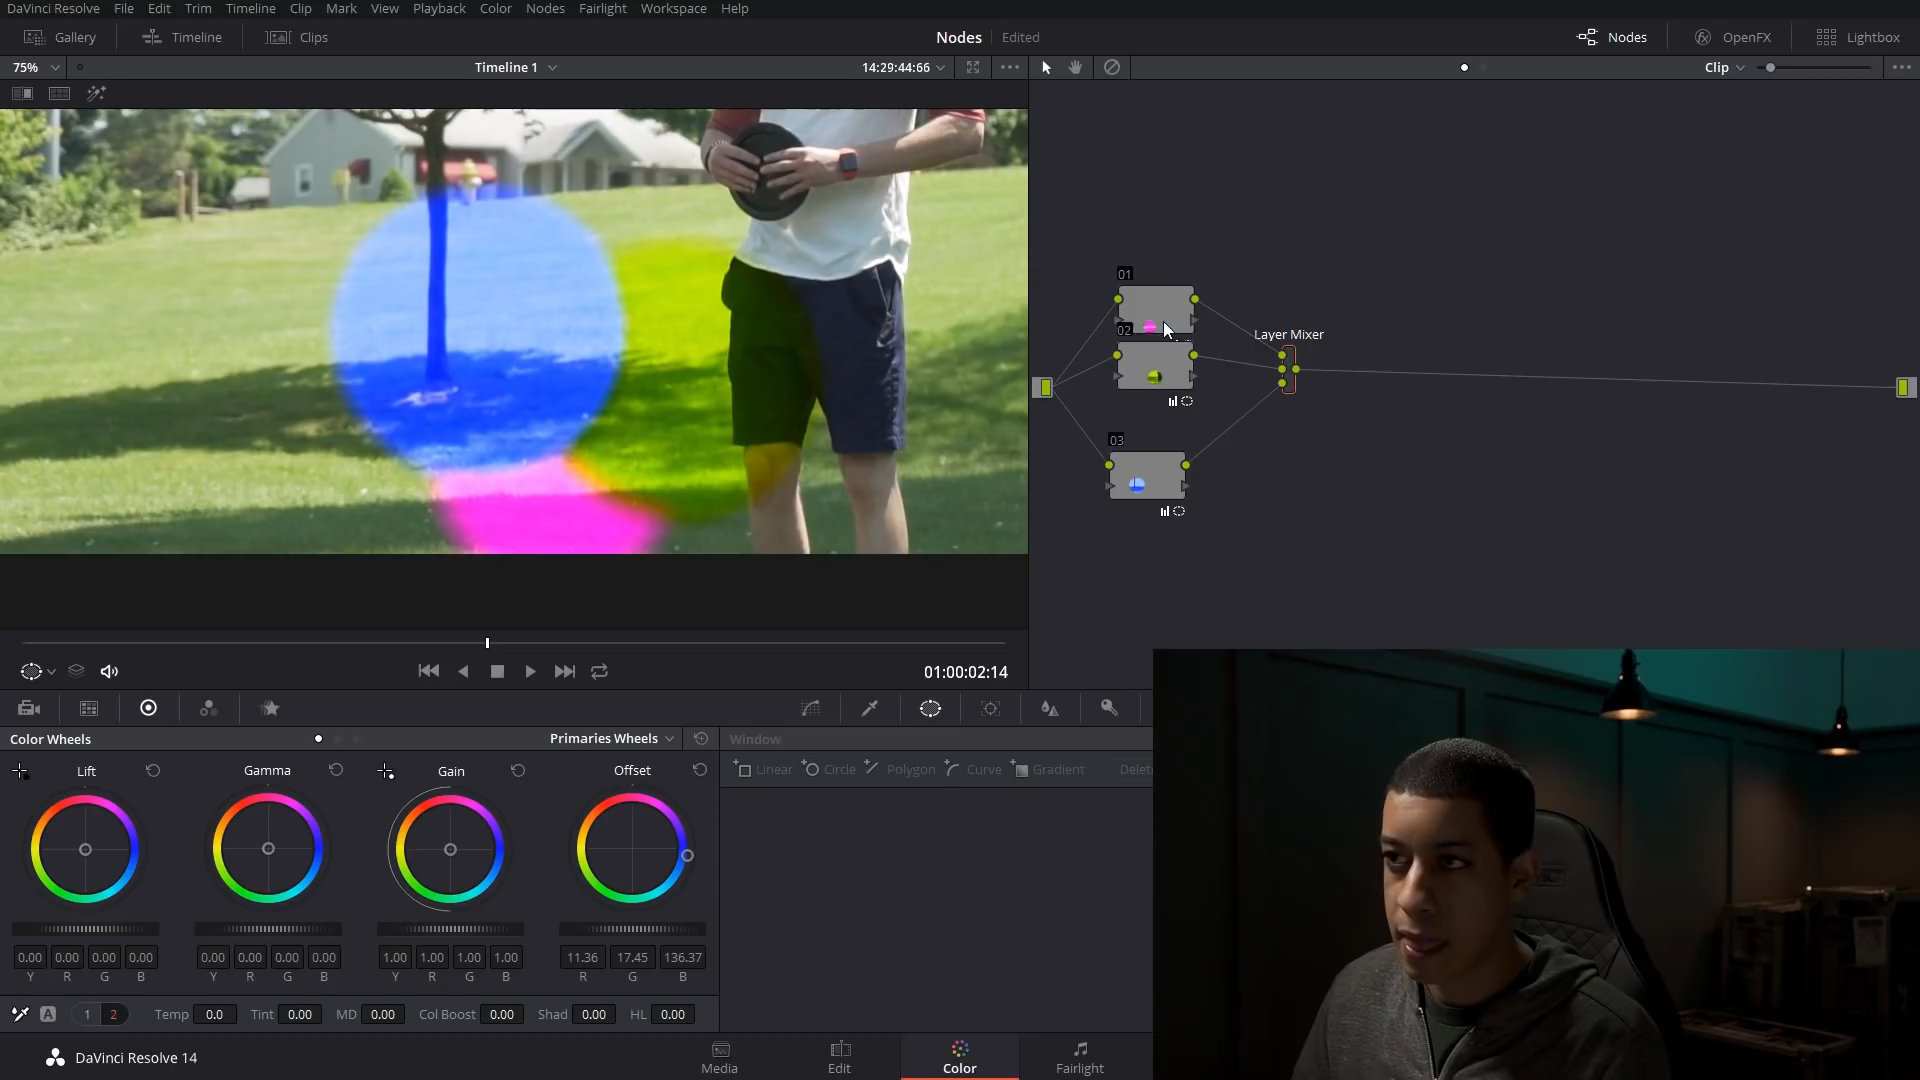 DaVinci Resolve File Edit Trim Timeline Clip Mark View Playback Color Nodes Fairlight Workspace Help
Gallery Timeline Clips Nodes Edited Nodes OpenFX Lightbox
75% Timeline 1 14:29:44:66 Clip
01
02
Layer Mixer
03
01:00:02:14
Color Wheels Primaries Wheels Window
Lift Gamma Gain Offset Linear Circle Polygon Curve Gradient Delet
0.00 0.00 0.00 0.00 0.00 0.00 0.00 0.00 1.00 1.00 1.00 1.00 11.36 17.45 136.37
Y R G B Y R G B Y R G B R G B
A 1 2 Temp 0.0 Tint 0.00 MD 0.00 Col Boost 0.00 Shad 0.00 HL 0.00
DaVinci Resolve 14 Media Edit Color Fairlight